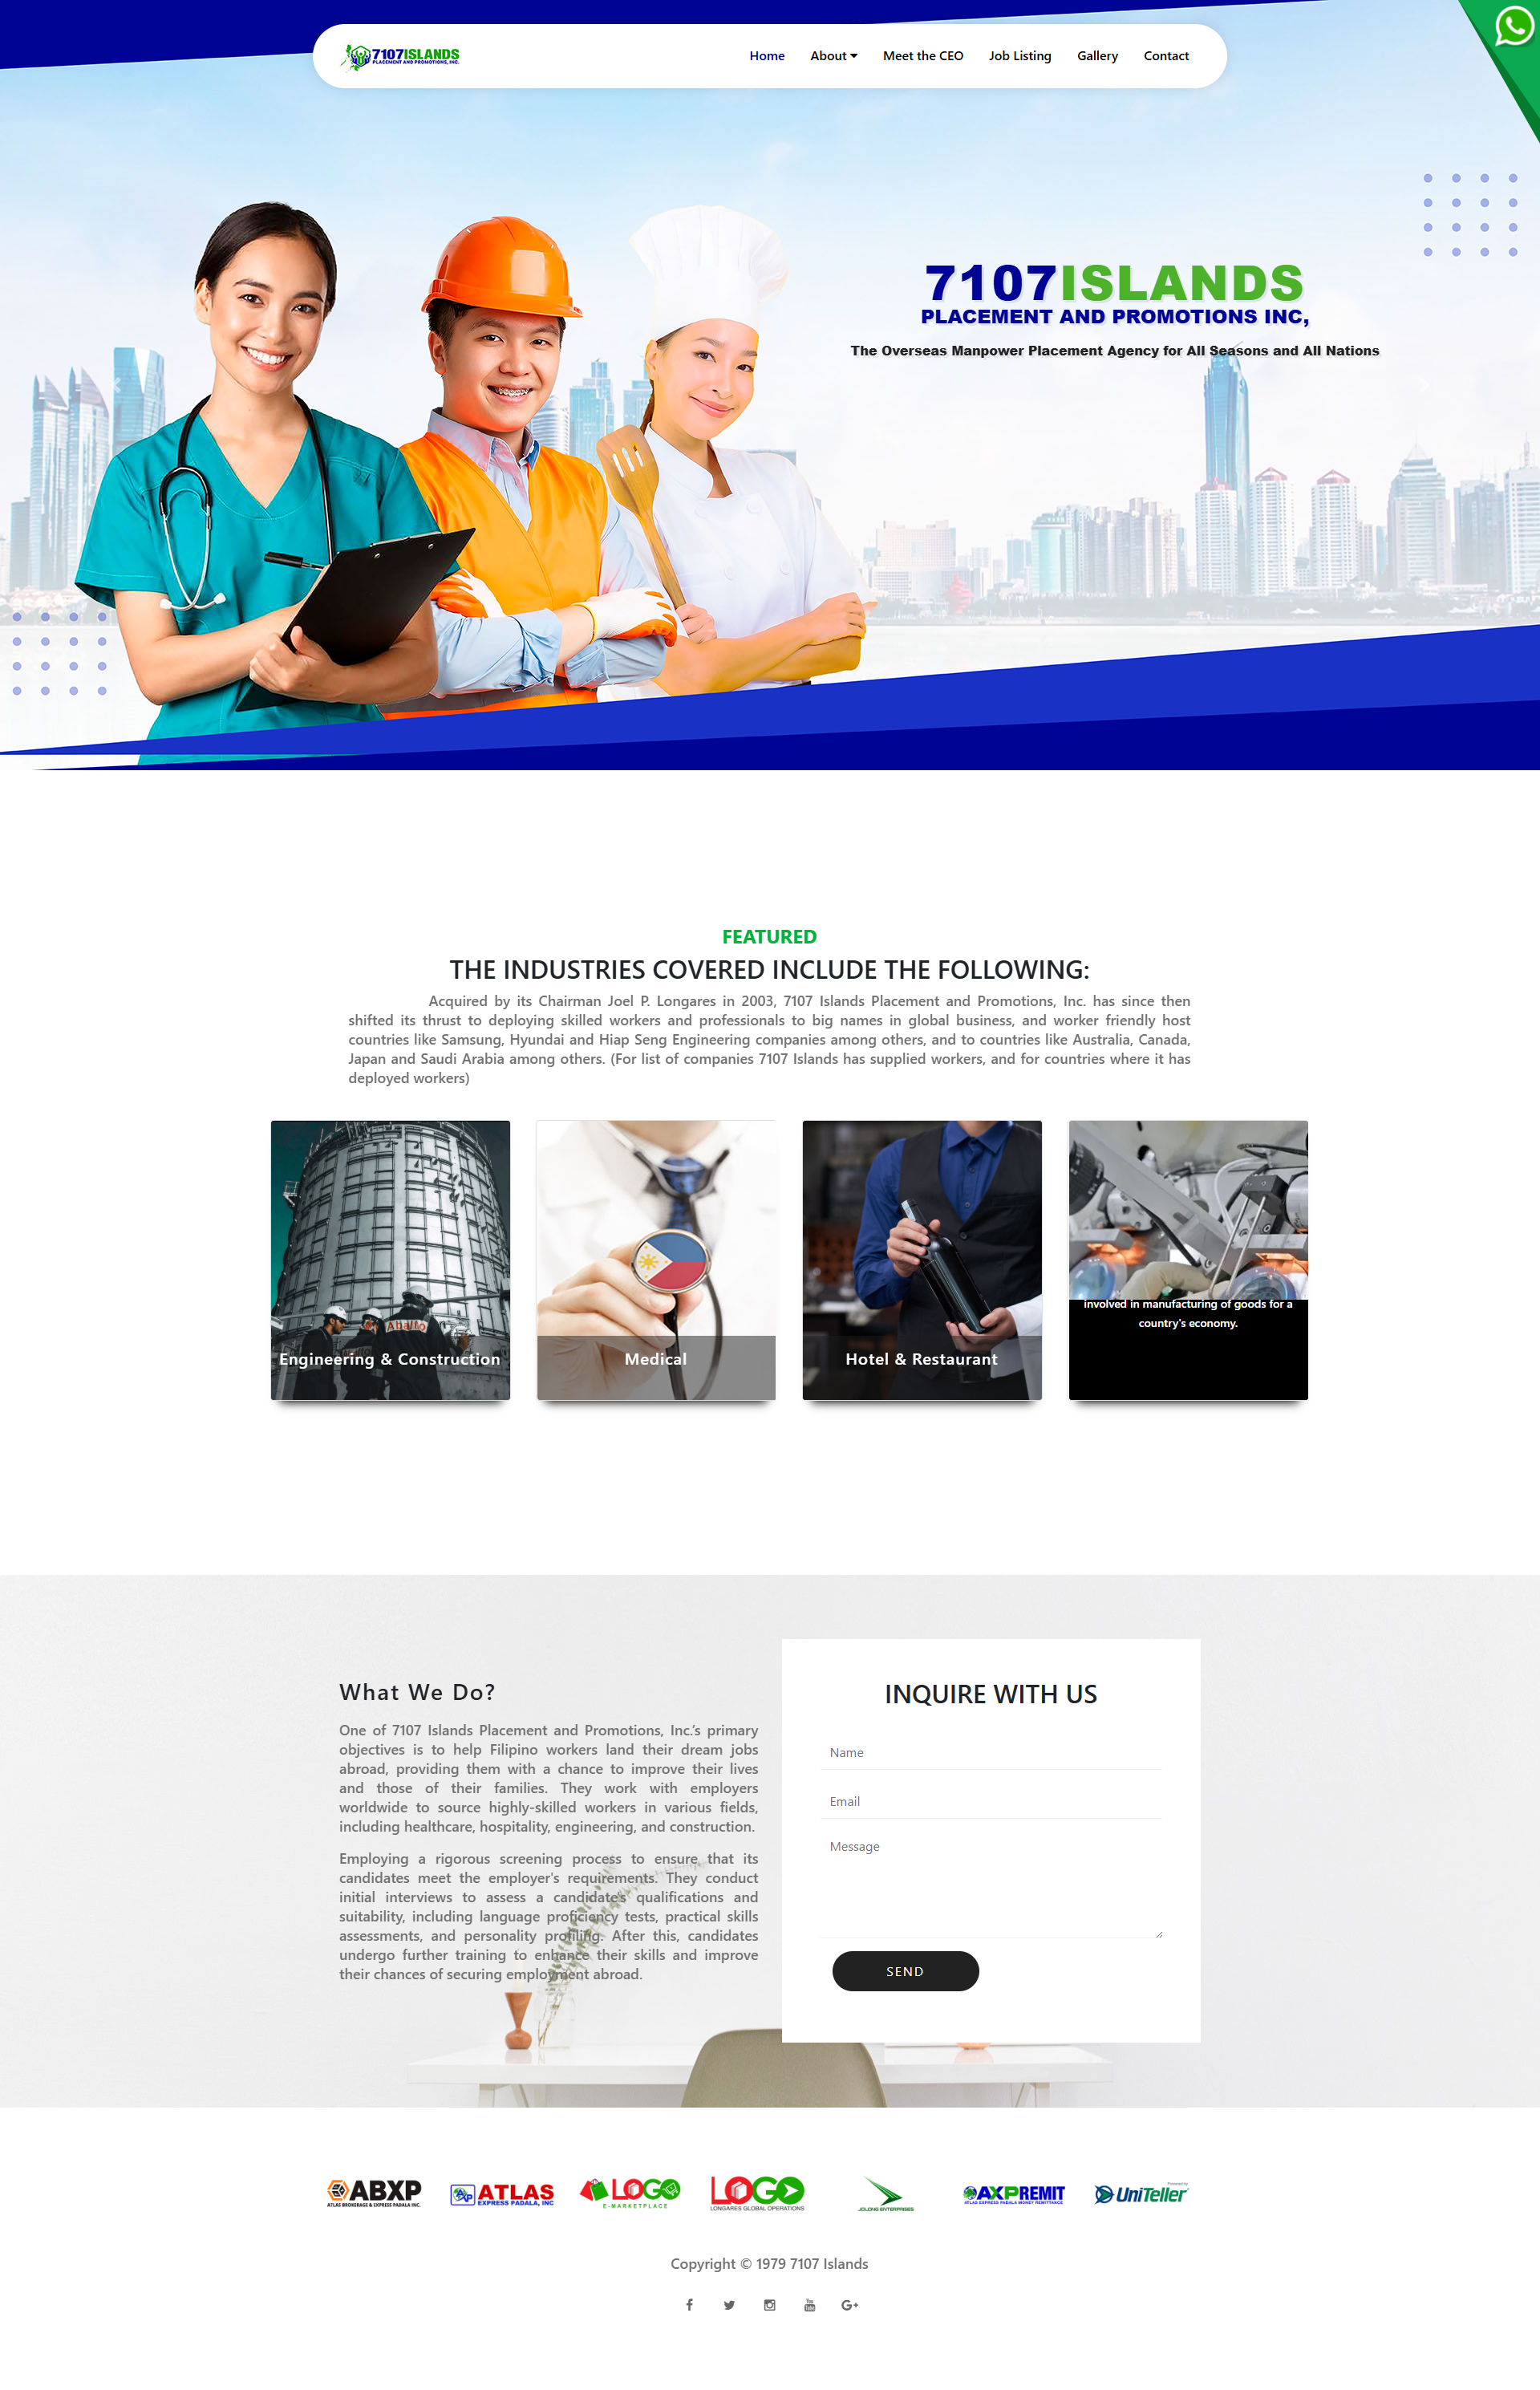 7107ISLANDS
PLACEMENT AND PROMOTIONS, INC.
Home
About
Meet the CEO
Job Listing
Gallery
Contact
7107ISLANDS
PLACEMENT AND PROMOTIONS INC,
The Overseas Manpower Placement Agency for All Seasons and All Nations
FEATURED
THE INDUSTRIES COVERED INCLUDE THE FOLLOWING:
Acquired by its Chairman Joel P. Longares in 2003, 7107 Islands Placement and Promotions, Inc. has since then
shifted its thrust to deploying skilled workers and professionals to big names in global business, and worker friendly host
countries like Samsung, Hyundai and Hiap Seng Engineering companies among others, and to countries like Australia, Canada,
Japan and Saudi Arabia among others. (For list of companies 7107 Islands has supplied workers, and for countries where it has
deployed workers)
Engineering & Construction
Medical
Hotel & Restaurant
involved in manufacturing of goods for a
country's economy.
What We Do?
One of 7107 Islands Placement and Promotions, Inc.'s primary
objectives is to help Filipino workers land their dream jobs
abroad, providing them with a chance to improve their lives
and those of their families. They work with employers
worldwide to source highly-skilled workers in various fields,
including healthcare, hospitality, engineering, and construction.
Employing a rigorous screening process to ensure that its
candidates meet the employer's requirements. They conduct
initial interviews to assess a candidates' qualifications and
suitability, including language proficiency tests, practical skills
assessments, and personality profiling. After this, candidates
undergo further training to enhance their skills and improve
their chances of securing employment abroad.
INQUIRE WITH US
Name
Email
Message
SEND
ABXP
ATLAS BROKERAGE & EXPRESS PADALA INC.
ATLAS
EXPRESS PADALA, INC
LOGO
E-MARKETPLACE
LOGO
LONGARES GLOBAL OPERATIONS
JOLONG ENTERPRISES
AXPREMIT
ATLAS EXPRESS PADALA MONEY REMITTANCE
Powered by
UniTeller
Copyright © 1979 7107 Islands